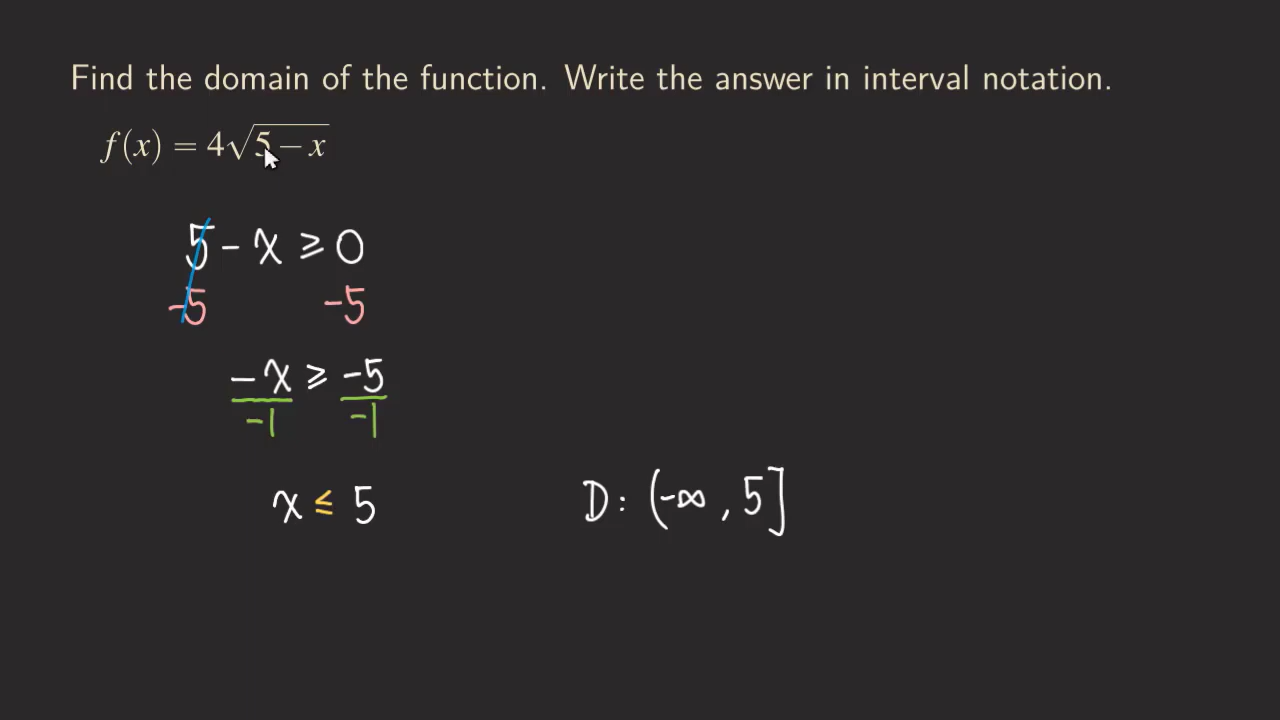 Find the domain of the function. Write the answer in interval notation.
f(x) = 4√(5 − x)
5 - x ≥ 0
-5 -5
-x ≥ -5
-1 -1
x ≤ 5
D: (-∞, 5]